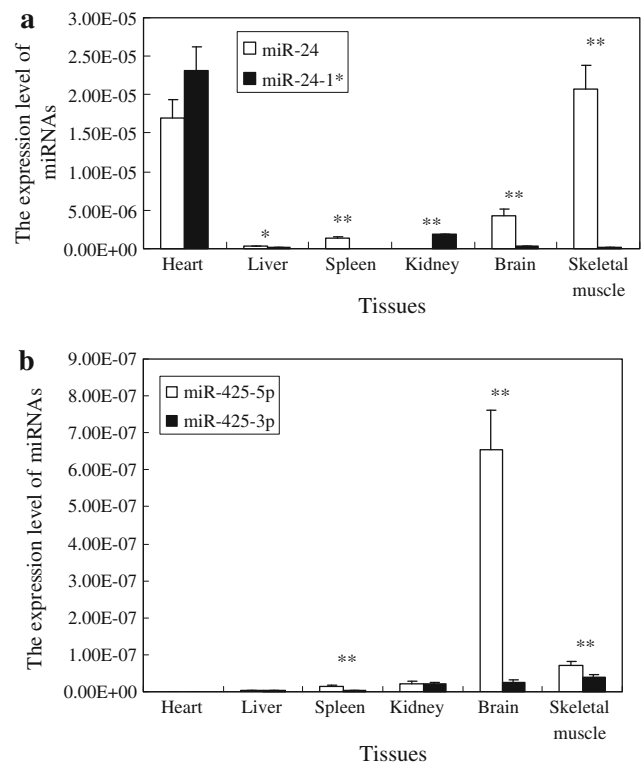 a
The expression level of
miRNAs
3.00E-05
2.50E-05
2.00E-05
1.50E-05
1.00E-05
5.00E-06
0.00E+00
miR-24
miR-24-1*
*
**
**
**
**
Heart Liver Spleen Kidney Brain Skeletal
muscle
Tissues
b
The expression level of miRNAs
9.00E-07
8.00E-07
7.00E-07
6.00E-07
5.00E-07
4.00E-07
3.00E-07
2.00E-07
1.00E-07
0.00E+00
miR-425-5p
miR-425-3p
**
**
**
Heart Liver Spleen Kidney Brain Skeletal
muscle
Tissues